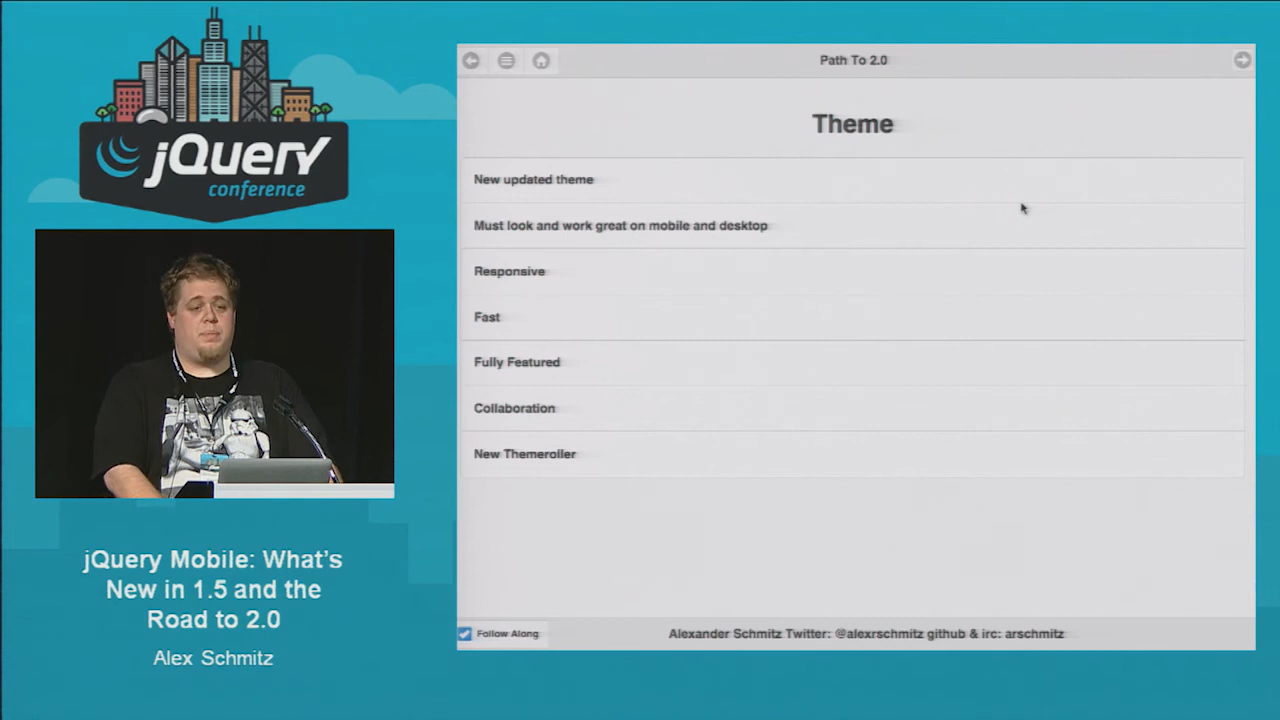 jQuery
conference
jQuery Mobile: What's
New in 1.5 and the
Road to 2.0
Alex Schmitz
Path To 2.0
Theme
New updated theme
Must look and work great on mobile and desktop
Responsive
Fast
Fully Featured
Collaboration
New Themeroller
Follow Along
Alexander Schmitz Twitter: @alexrschmitz github & irc: arschmitz